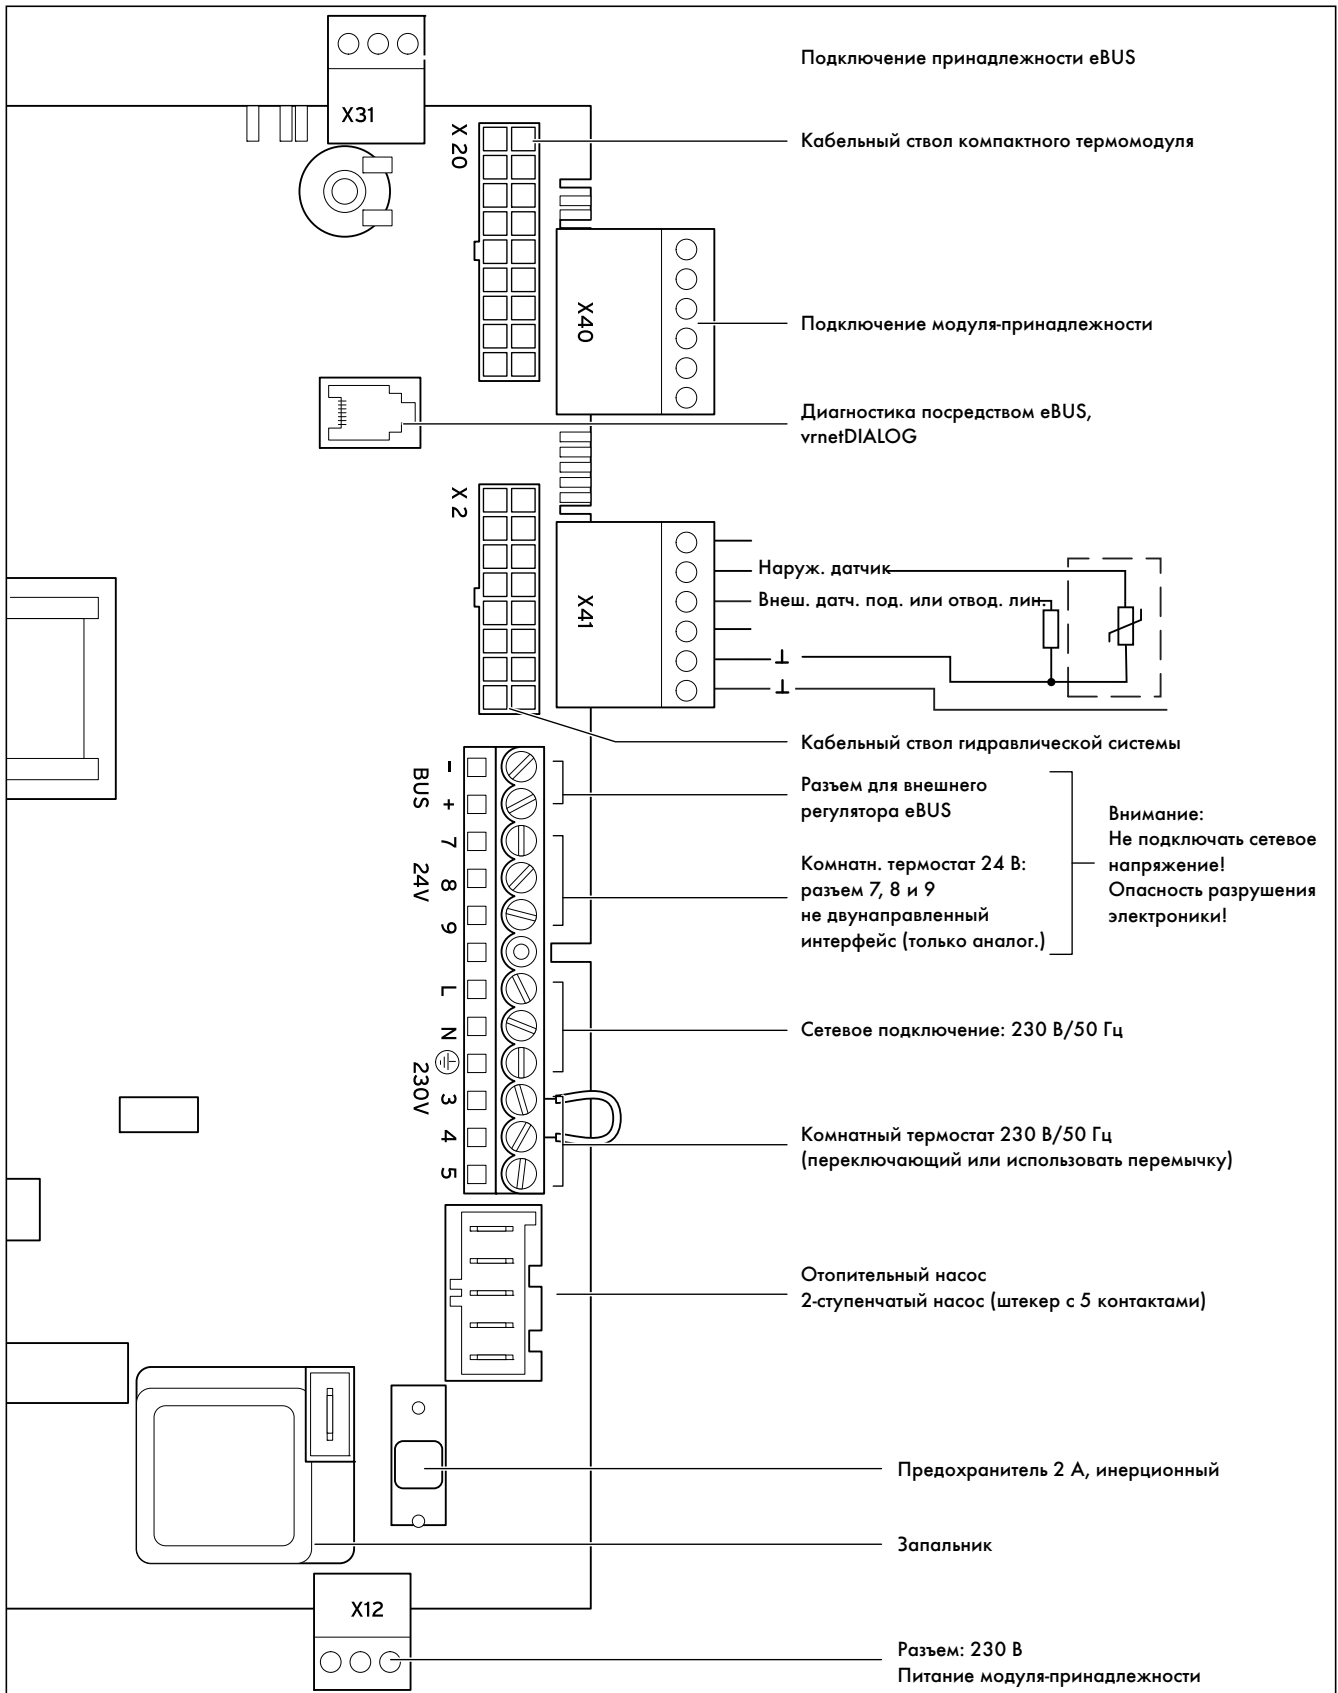 Подключение принадлежности eBUS
X31
X 20
Кабельный ствол компактного термомодуля
X40
Подключение модуля-принадлежности
Диагностика посредством eBUS,
vrnetDIALOG
X 2
X41
Наруж. датчик
Внеш. датч. под. или отвод. лин.
Кабельный ствол гидравлической системы
BUS
-
+
24V
7
8
9
Разъем для внешнего
регулятора eBUS
Комнатн. термостат 24 В:
разъем 7, 8 и 9
не двунаправленный
интерфейс (только аналог.)
Внимание:
Не подключать сетевое
напряжение!
Опасность разрушения
электроники!
230V
L
N
3
4
5
Сетевое подключение: 230 В/50 Гц
Комнатный термостат 230 В/50 Гц
(переключающий или использовать перемычку)
Отопительный насос
2-ступенчатый насос (штекер с 5 контактами)
Предохранитель 2 А, инерционный
Запальник
X12
Разъем: 230 В
Питание модуля-принадлежности